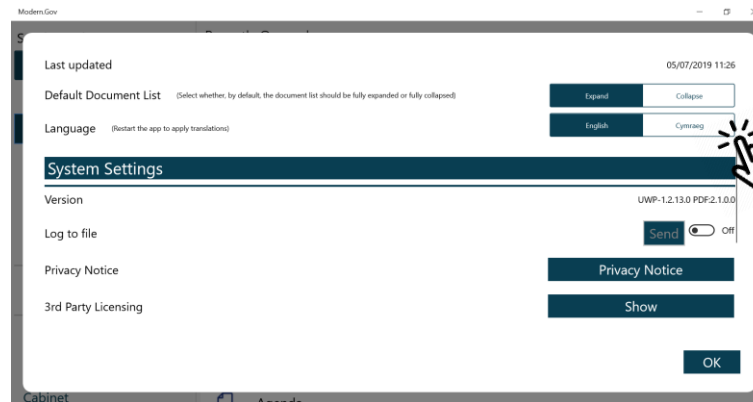 Modern.Gov
Last updated 05/07/2019 11:26
Default Document List (Select whether, by default, the document list should be fully expanded or fully collapsed) Expand Collapse
Language (Restart the app to apply translations) English Cymraeg
System Settings
Version UWP-1.2.13.0 PDF:2.1.0.0
Log to file Send Off
Privacy Notice Privacy Notice
3rd Party Licensing Show
OK
Cabinet Agenda